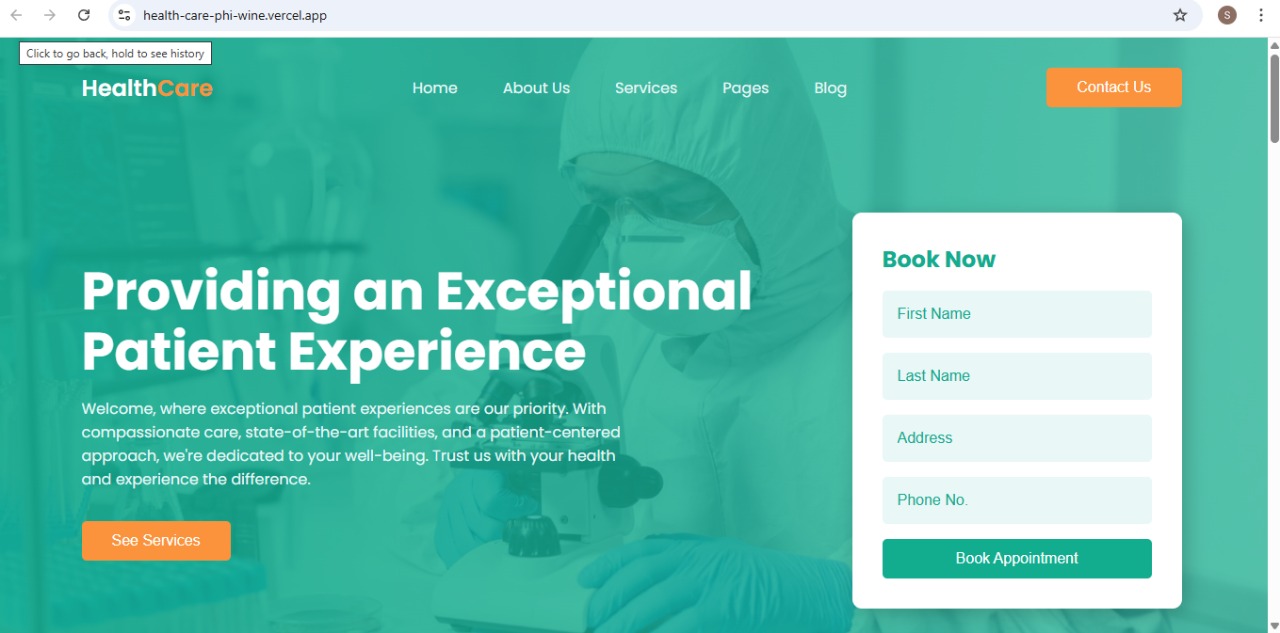 health-care-phi-wine.vercel.app
S
Click to go back, hold to see history
HealthCare
Home
About Us
Services
Pages
Blog
Contact Us
Providing an Exceptional
Patient Experience
Welcome, where exceptional patient experiences are our priority. With
compassionate care, state-of-the-art facilities, and a patient-centered
approach, we're dedicated to your well-being. Trust us with your health
and experience the difference.
See Services
Book Now
First Name
Last Name
Address
Phone No.
Book Appointment